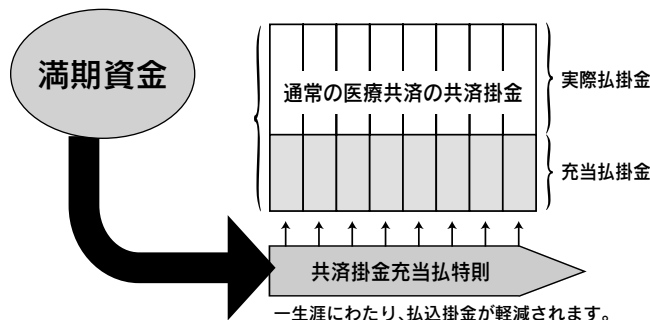 満期資金
通常の医療共済の共済掛金
実際払掛金
充当払掛金
共済掛金充当払特則
一生涯にわたり、払込掛金が軽減されます。